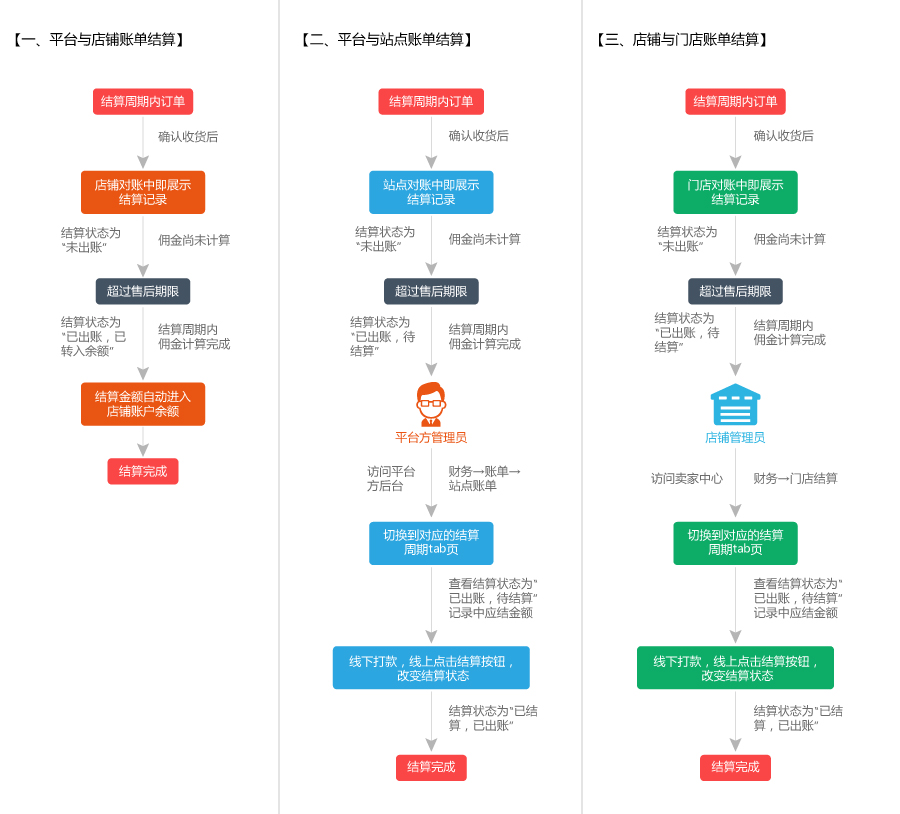 【一、平台与店铺账单结算】
结算周期内订单
确认收货后
店铺对账中即展示
结算记录
结算状态为
“未出账”
佣金尚未计算
超过售后期限
结算状态为
“已出账，已
转入余额”
结算周期内
佣金计算完成
结算金额自动进入
店铺账户余额
结算完成
【二、平台与站点账单结算】
结算周期内订单
确认收货后
站点对账中即展示
结算记录
结算状态为
“未出账”
佣金尚未计算
超过售后期限
结算状态为
“已出账，待
结算”
结算周期内
佣金计算完成
平台方管理员
访问平台
方后台
财务→账单→
站点账单
切换到对应的结算
周期tab页
查看结算状态为“
已出账，待结算”
记录中应结金额
线下打款，线上点击结算按钮，
改变结算状态
结算状态为“已结
算，已出账”
结算完成
【三、店铺与门店账单结算】
结算周期内订单
确认收货后
门店对账中即展示
结算记录
结算状态为
“未出账”
佣金尚未计算
超过售后期限
结算状态为
“已出账，待
结算”
结算周期内
佣金计算完成
店铺管理员
访问卖家中心
财务→门店结算
切换到对应的结算
周期tab页
查看结算状态为“
已出账，待结算”
记录中应结金额
线下打款，线上点击结算按钮，
改变结算状态
结算状态为“已结
算，已出账”
结算完成